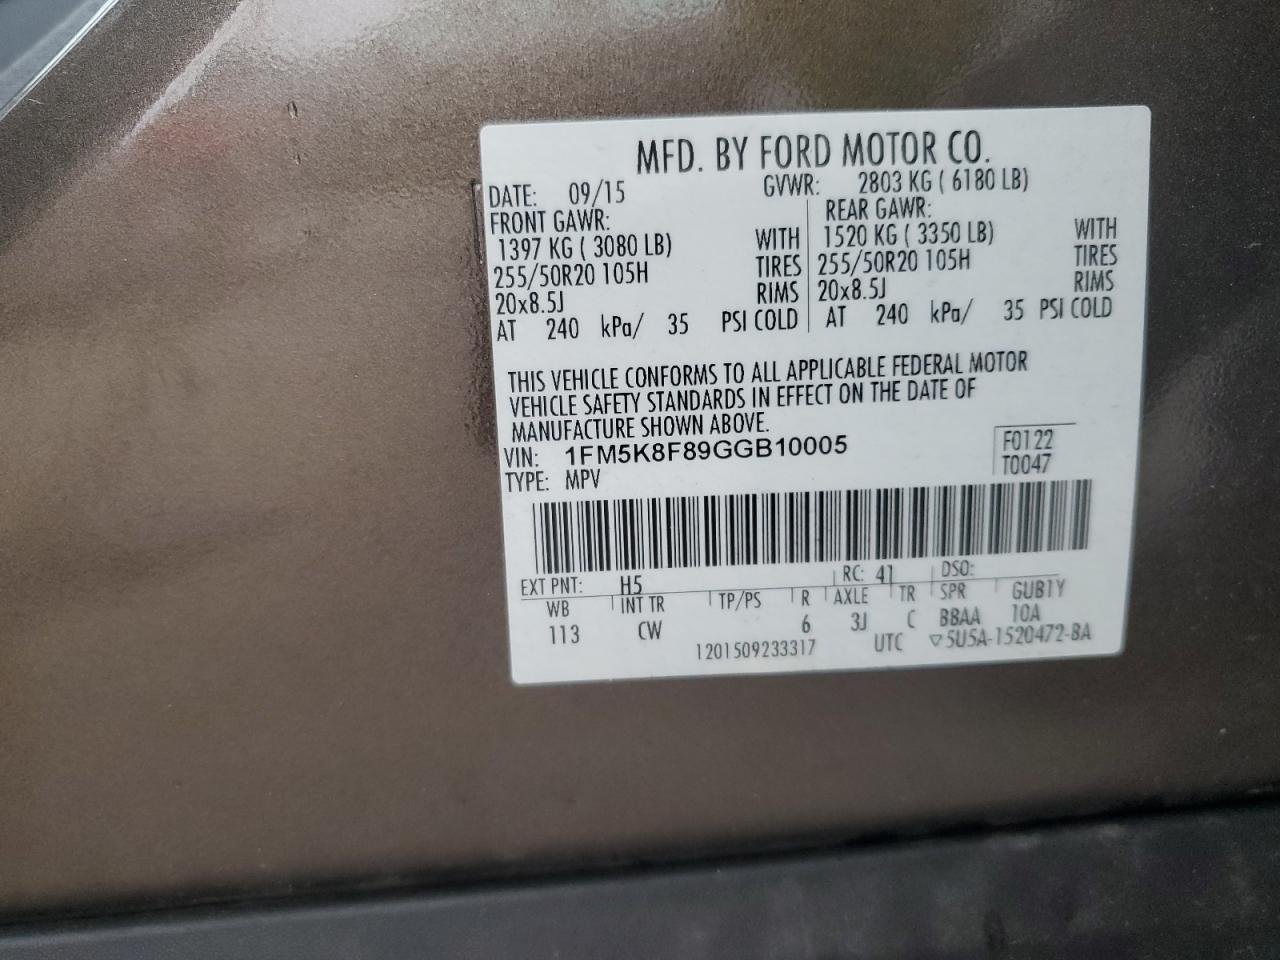 MFD. BY FORD MOTOR CO.
DATE: 09/15 GVWR: 2803 KG ( 6180 LB)
FRONT GAWR: REAR GAWR:
1397 KG ( 3080 LB) WITH 1520 KG ( 3350 LB) WITH
255/50R20 105H TIRES 255/50R20 105H TIRES
20x8.5J RIMS 20x8.5J RIMS
AT 240 kPa/ 35 PSI COLD AT 240 kPa/ 35 PSI COLD
THIS VEHICLE CONFORMS TO ALL APPLICABLE FEDERAL MOTOR
VEHICLE SAFETY STANDARDS IN EFFECT ON THE DATE OF
MANUFACTURE SHOWN ABOVE.
VIN: 1FM5K8F89GGB10005 F0122
TYPE: MPV T0047
EXT PNT: H5 RC: 41 DSO:
WB INT TR TP/PS R AXLE TR SPR GUB1Y
113 CW 6 3J C BBAA 10A
1201509233317 UTC ▽5U5A-1520472-BA